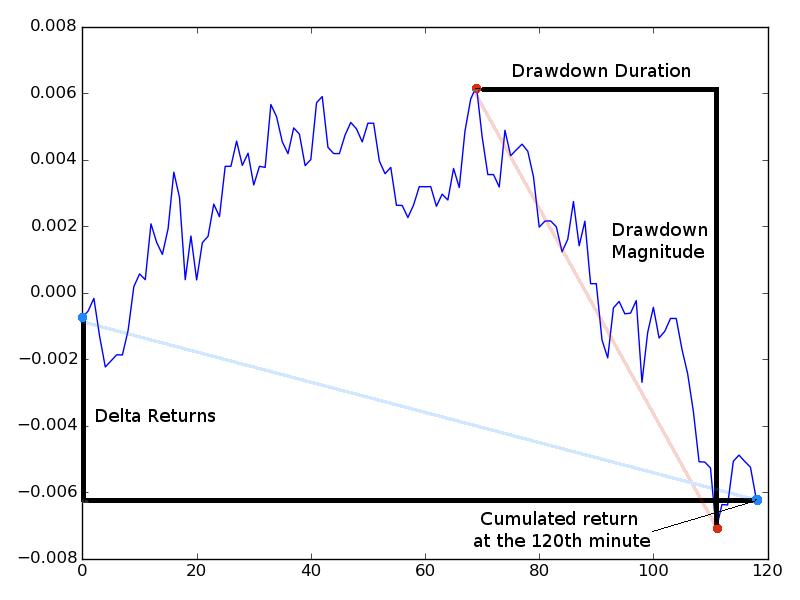 0.008
Drawdown Duration
0.006
0.004
Drawdown
Magnitude
0.002
0.000
−0.002
Delta Returns
−0.004
−0.006
Cumulated return
at the 120th minute
−0.008
0 20 40 60 80 100 120